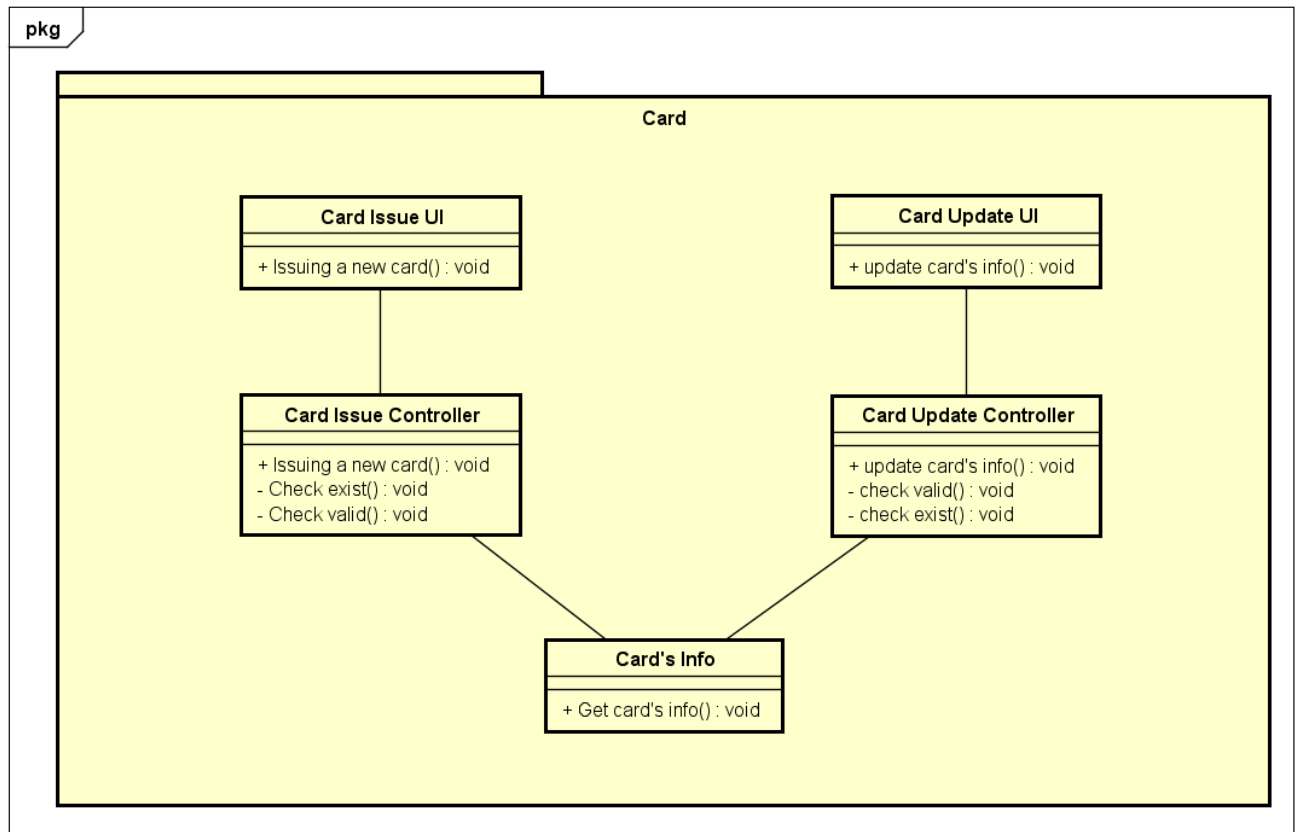 pkg
Card
Card Issue UI
+ Issuing a new card() : void
Card Update UI
+ update card's info() : void
Card Issue Controller
+ Issuing a new card() : void
- Check exist() : void
- Check valid() : void
Card Update Controller
+ update card's info() : void
- check valid() : void
- check exist() : void
Card's Info
+ Get card's info() : void